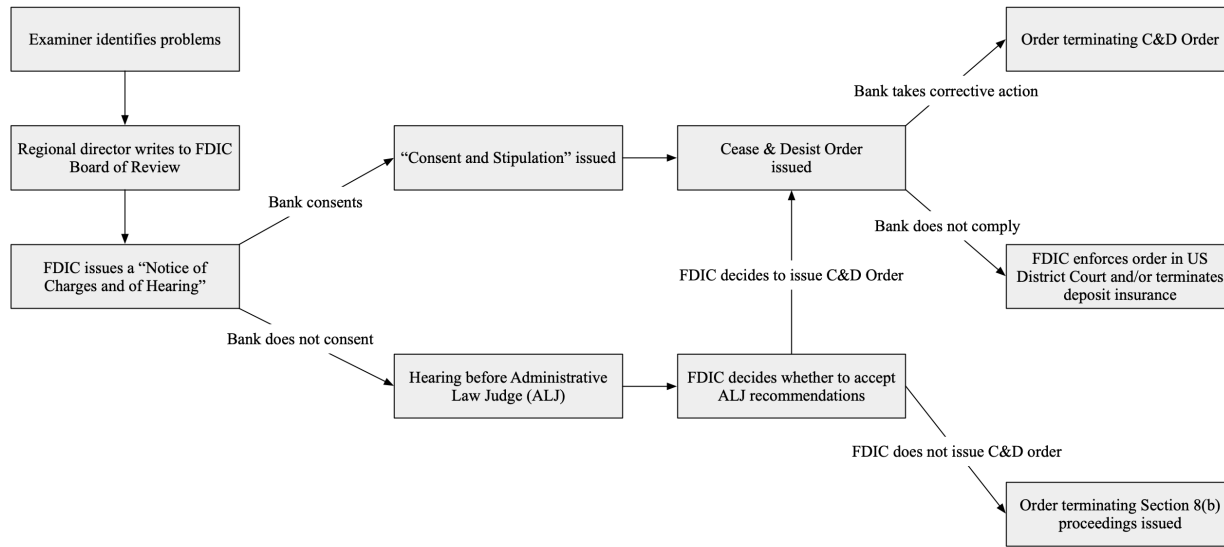 Examiner identifies problems
Regional director writes to FDIC
Board of Review
FDIC issues a “Notice of
Charges and of Hearing”
Bank consents
Bank does not consent
“Consent and Stipulation” issued
Hearing before Administrative
Law Judge (ALJ)
Cease & Desist Order
issued
FDIC decides to issue C&D Order
FDIC decides whether to accept
ALJ recommendations
Bank takes corrective action
Bank does not comply
FDIC does not issue C&D order
Order terminating C&D Order
FDIC enforces order in US
District Court and/or terminates
deposit insurance
Order terminating Section 8(b)
proceedings issued